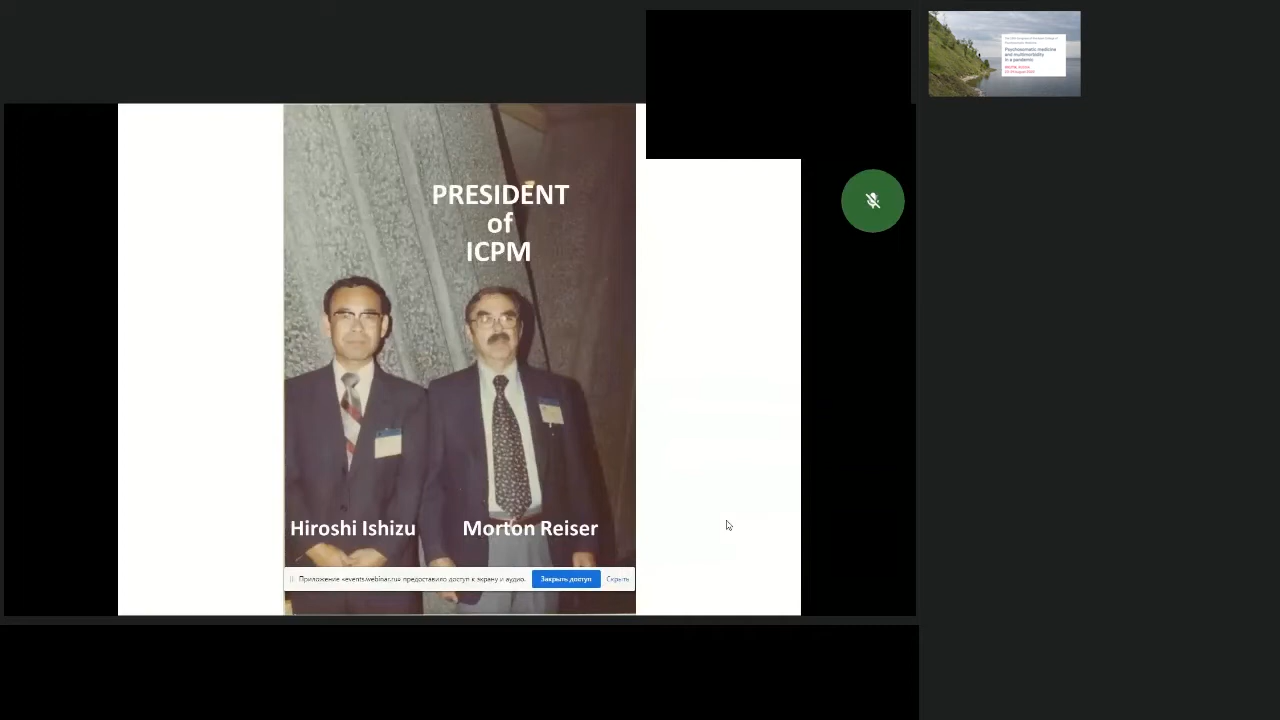 Psychosomatic medicine
and multimorbidity
in a pandemic
PRESIDENT
of
ICPM
Hiroshi Ishizu
Morton Reiser
Приложение «events.webinar.ru» предоставило доступ к экрану и аудио.
Закрыть доступ
Скрыть